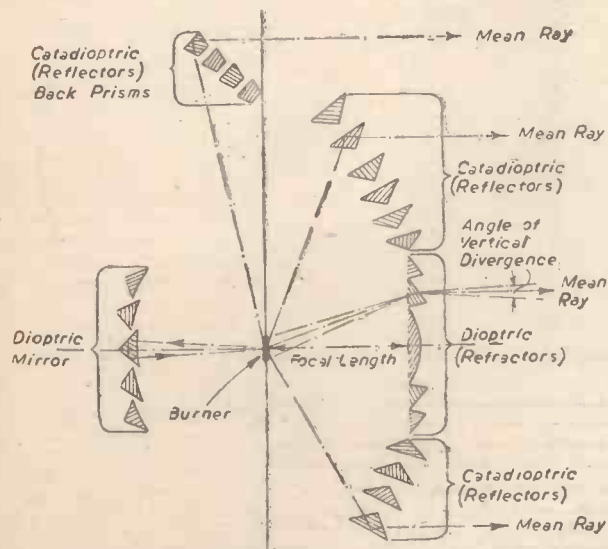 Mean Ray
Catadioptric
(Reflectors)
Back Prisms
Mean Ray
Catadioptric
(Reflectors)
Angle of
Vertical
Divergence
Mean
Ray
Dioptric
Mirror
Focal Length
Dioptric
(Refractors)
Burner
Catadioptric
(Reflectors)
Mean Ray